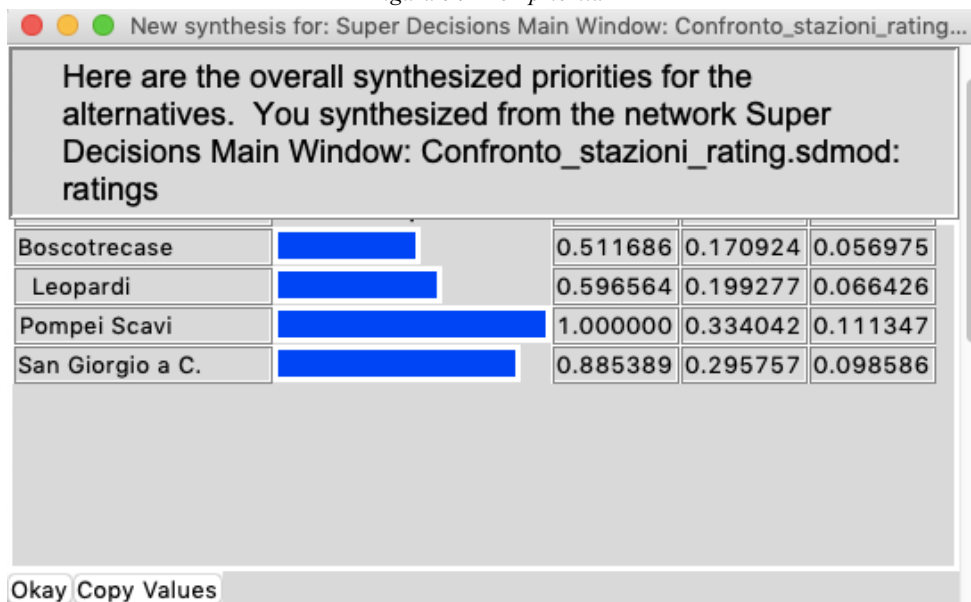 New synthesis for: Super Decisions Main Window: Confronto_stazioni_rating...
Here are the overall synthesized priorities for the
alternatives. You synthesized from the network Super
Decisions Main Window: Confronto_stazioni_rating.sdmod:
ratings
Boscotrecase 0.511686 0.170924 0.056975
Leopardi 0.596564 0.199277 0.066426
Pompei Scavi 1.000000 0.334042 0.111347
San Giorgio a C. 0.885389 0.295757 0.098586
Okay Copy Values